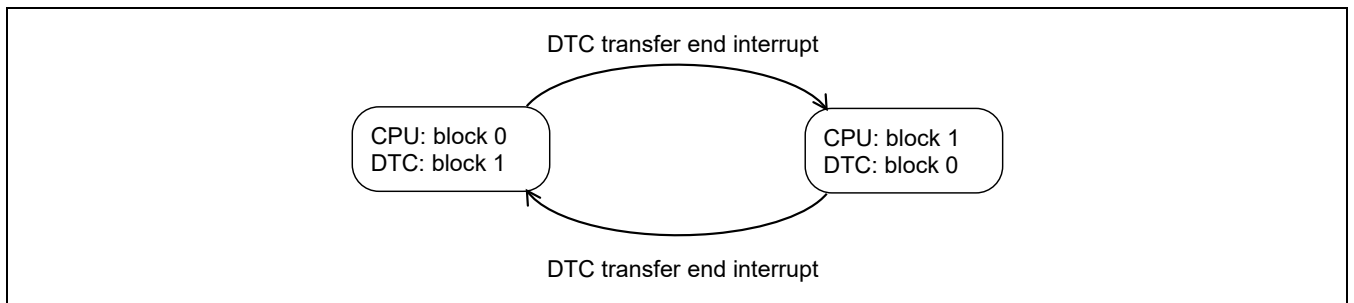 DTC transfer end interrupt
CPU: block 0
DTC: block 1
CPU: block 1
DTC: block 0
DTC transfer end interrupt